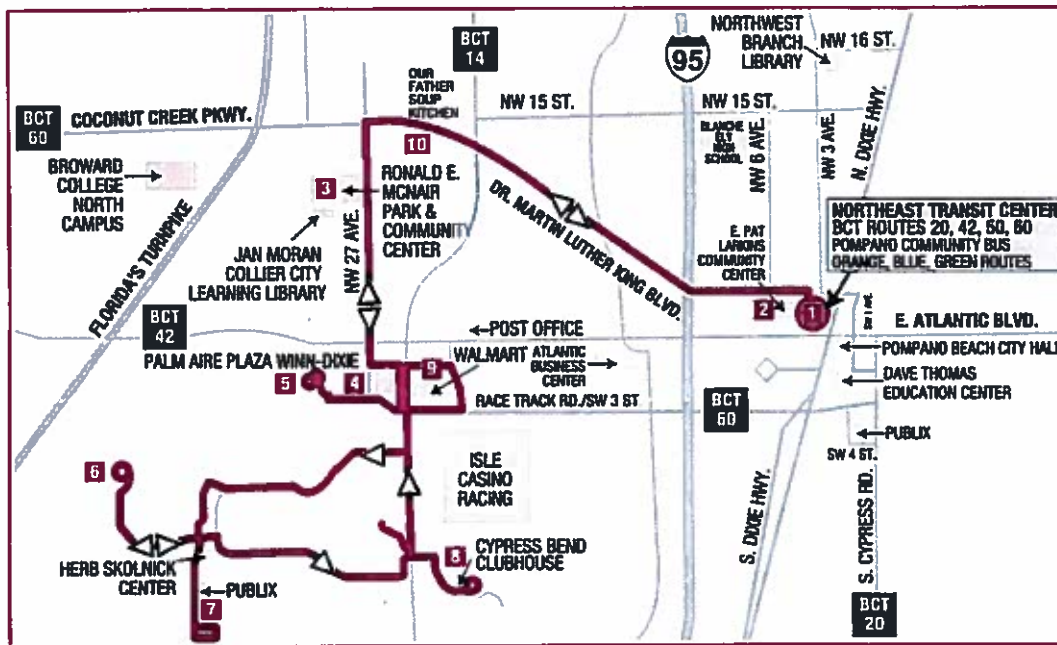 NORTHWEST
BRANCH
LIBRARY
NW 16 ST.
BCT
14
95
OUR
FATHER
SOUP
KITCHEN
NW 15 ST.
NW 15 ST.
BCT
60
COCONUT CREEK PKWY.
10
BLANCHE
ELY
HIGH
SCHOOL
NW 6 AVE.
NW 3 AVE.
N. DIXIE HWY.
BROWARD
COLLEGE
NORTH
CAMPUS
3
RONALD E.
MCNAIR
PARK &
COMMUNITY
CENTER
DR. MARTIN LUTHER KING BLVD.
NW 27 AVE.
JAN MORAN
COLLIER CITY
LEARNING LIBRARY
E. PAT
LARKINS
COMMUNITY
CENTER
2
1
NORTHEAST TRANSIT CENTER
BCT ROUTES 20, 42, 50, 60
POMPANO COMMUNITY BUS
ORANGE, BLUE, GREEN ROUTES
FLORIDA'S TURNPIKE
BCT
42
SW 1 AVE.
E. ATLANTIC BLVD.
POST OFFICE
POMPANO BEACH CITY HALL
PALM AIRE PLAZA WINN-DIXIE
WALMART
ATLANTIC
BUSINESS
CENTER
5
4
9
DAVE THOMAS
EDUCATION CENTER
RACE TRACK RD./SW 3 ST
BCT
60
PUBLIX
SW 4 ST.
6
ISLE
CASINO
RACING
S. DIXIE HWY.
S. CYPRESS RD.
HERB SKOLNICK
CENTER
8
CYPRESS BEND
CLUBHOUSE
PUBLIX
7
BCT
20